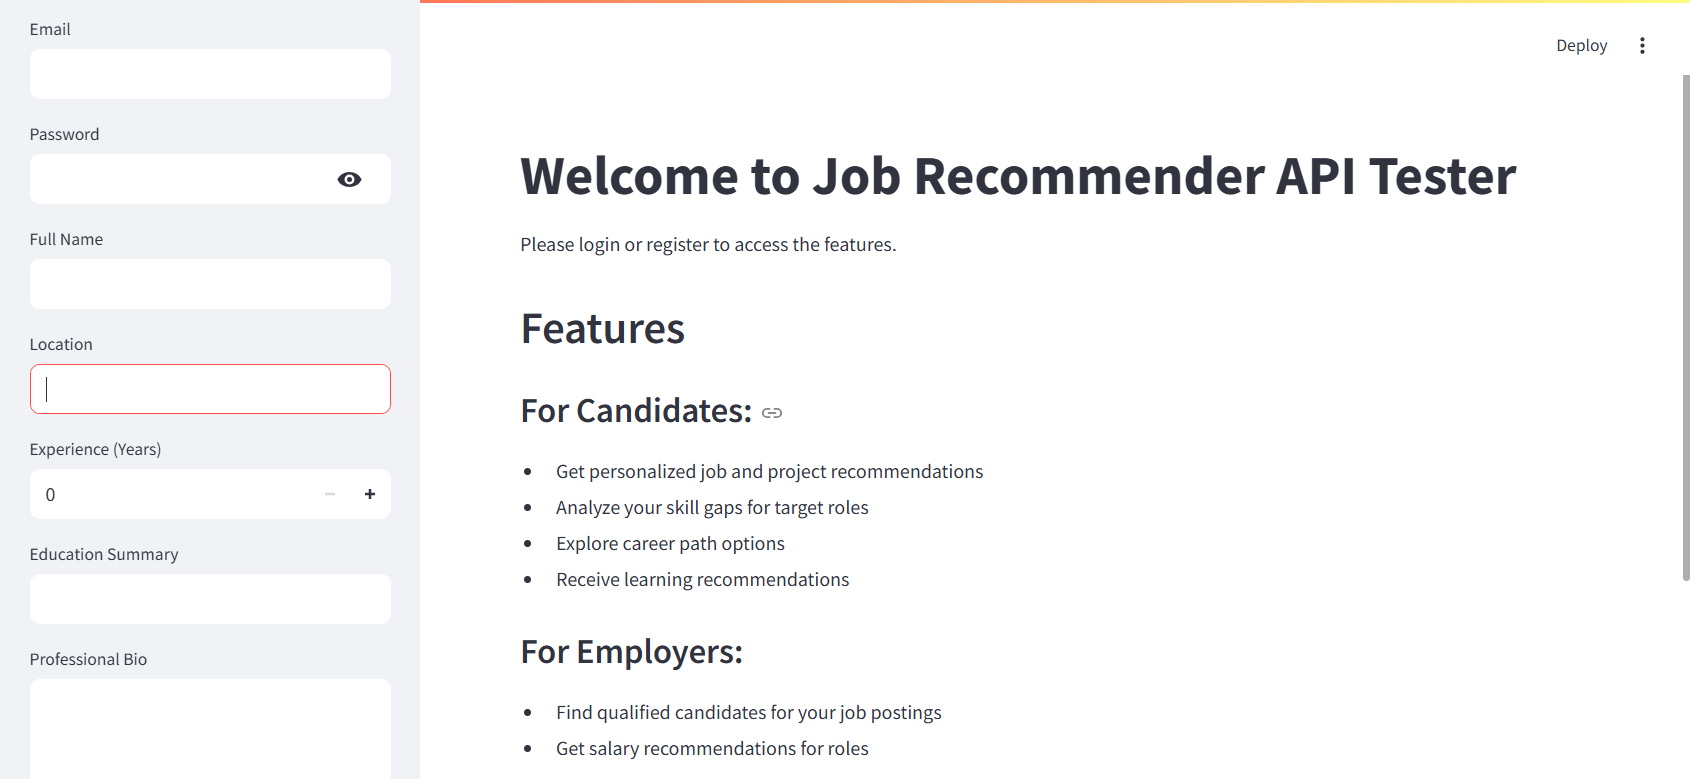 Email
Password
Full Name
Location
Experience (Years)
0
Education Summary
Professional Bio
Deploy
Welcome to Job Recommender API Tester
Please login or register to access the features.
Features
For Candidates:
Get personalized job and project recommendations
Analyze your skill gaps for target roles
Explore career path options
Receive learning recommendations
For Employers:
Find qualified candidates for your job postings
Get salary recommendations for roles